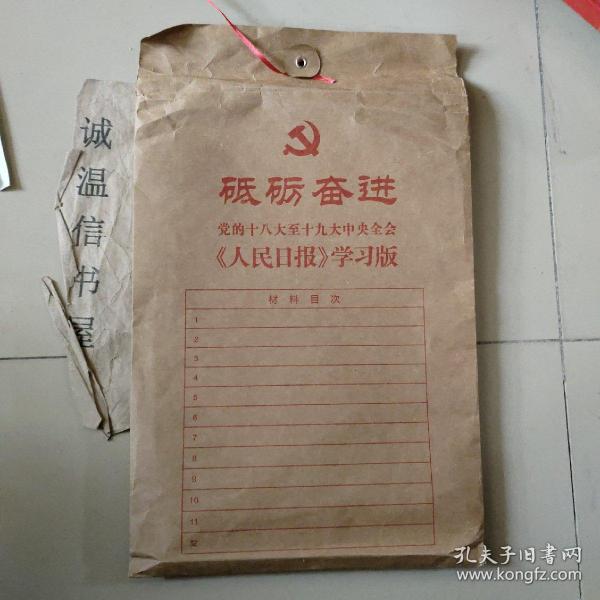 诚温信书屋
砥砺奋进
党的十八大至十九大中央全会
《人民日报》学习版
材料目次
1
2
3
4
5
6
7
8
9
10
11
12
孔夫子旧书网
www.kongfz.com